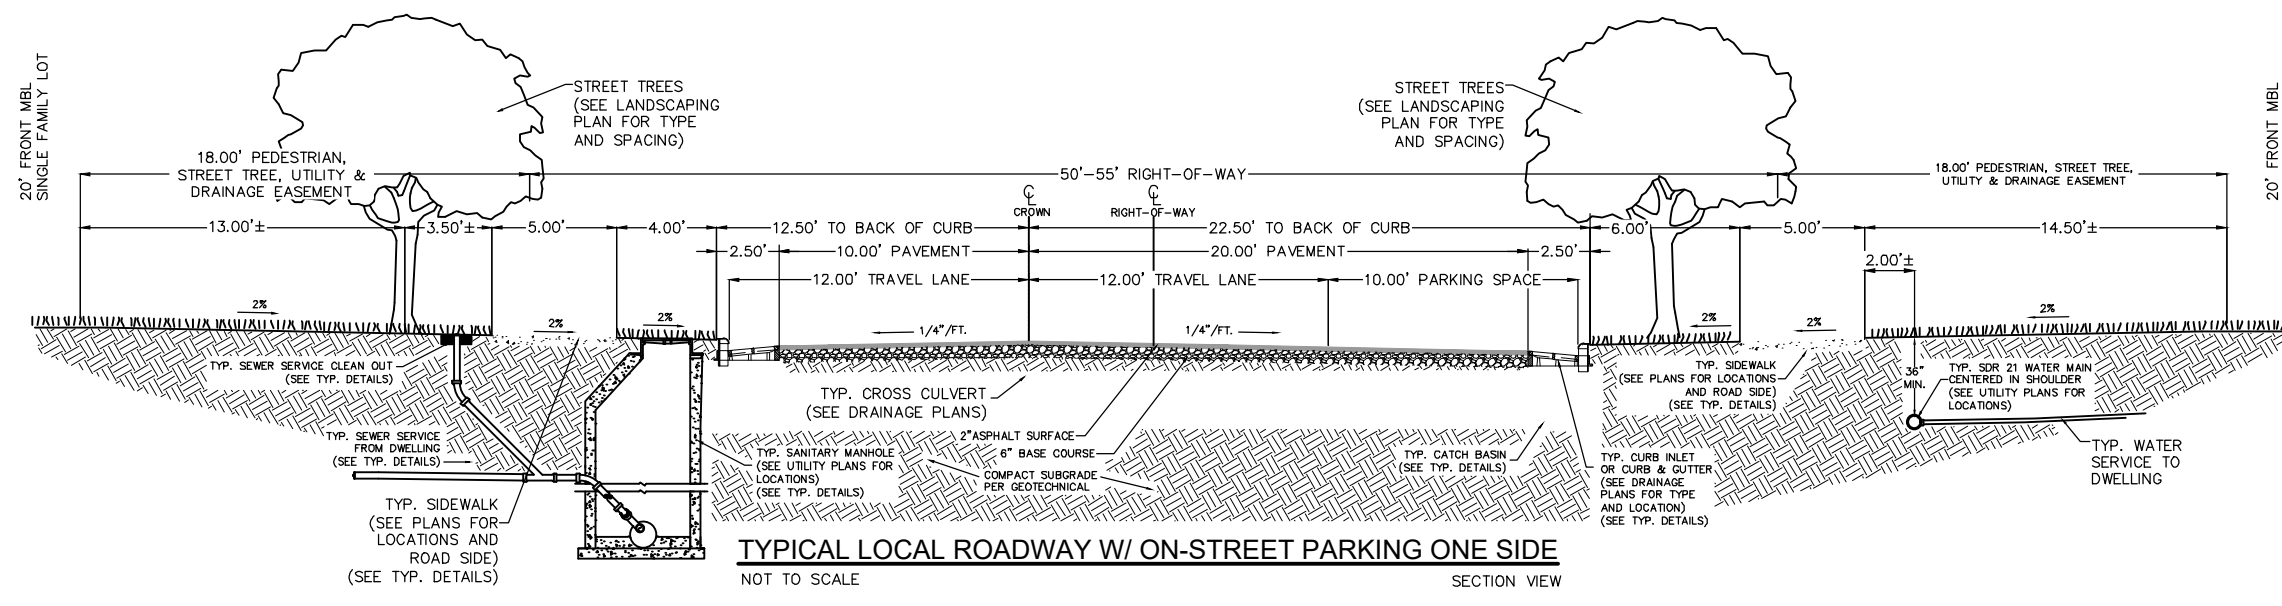 20' FRONT MBL
SINGLE FAMILY LOT
STREET TREES
(SEE LANDSCAPING
PLAN FOR TYPE
AND SPACING)
STREET TREES
(SEE LANDSCAPING
PLAN FOR TYPE
AND SPACING)
20' FRONT MBL
18.00' PEDESTRIAN,
STREET TREE, UTILITY &
DRAINAGE EASEMENT
50'-55' RIGHT-OF-WAY
18.00' PEDESTRIAN, STREET TREE,
UTILITY & DRAINAGE EASEMENT
℄
CROWN
℄
RIGHT-OF-WAY
13.00'±
3.50'±
5.00'
4.00'
12.50' TO BACK OF CURB
22.50' TO BACK OF CURB
6.00'
5.00'
14.50'±
2.50'
10.00' PAVEMENT
20.00' PAVEMENT
2.50'
2.00'±
12.00' TRAVEL LANE
12.00' TRAVEL LANE
10.00' PARKING SPACE
2%
2%
2%
1/4"/FT.
1/4"/FT.
2%
2%
2%
TYP. SEWER SERVICE CLEAN OUT
(SEE TYP. DETAILS)
TYP. CROSS CULVERT
(SEE DRAINAGE PLANS)
TYP. SIDEWALK
(SEE PLANS FOR LOCATIONS
AND ROAD SIDE)
(SEE TYP. DETAILS)
36"
MIN.
TYP. SDR 21 WATER MAIN
CENTERED IN SHOULDER
(SEE UTILITY PLANS FOR
LOCATIONS)
TYP. SEWER SERVICE
FROM DWELLING
(SEE TYP. DETAILS)
2"ASPHALT SURFACE
6" BASE COURSE
TYP. SANITARY MANHOLE
(SEE UTILITY PLANS FOR
LOCATIONS)
(SEE TYP. DETAILS)
COMPACT SUBGRADE
PER GEOTECHNICAL
TYP. CATCH BASIN
(SEE TYP. DETAILS)
TYP. CURB INLET
OR CURB & GUTTER
(SEE DRAINAGE
PLANS FOR TYPE
AND LOCATION)
(SEE TYP. DETAILS)
TYP. WATER
SERVICE TO
DWELLING
TYP. SIDEWALK
(SEE PLANS FOR
LOCATIONS AND
ROAD SIDE)
(SEE TYP. DETAILS)
TYPICAL LOCAL ROADWAY W/ ON-STREET PARKING ONE SIDE
NOT TO SCALE
SECTION VIEW